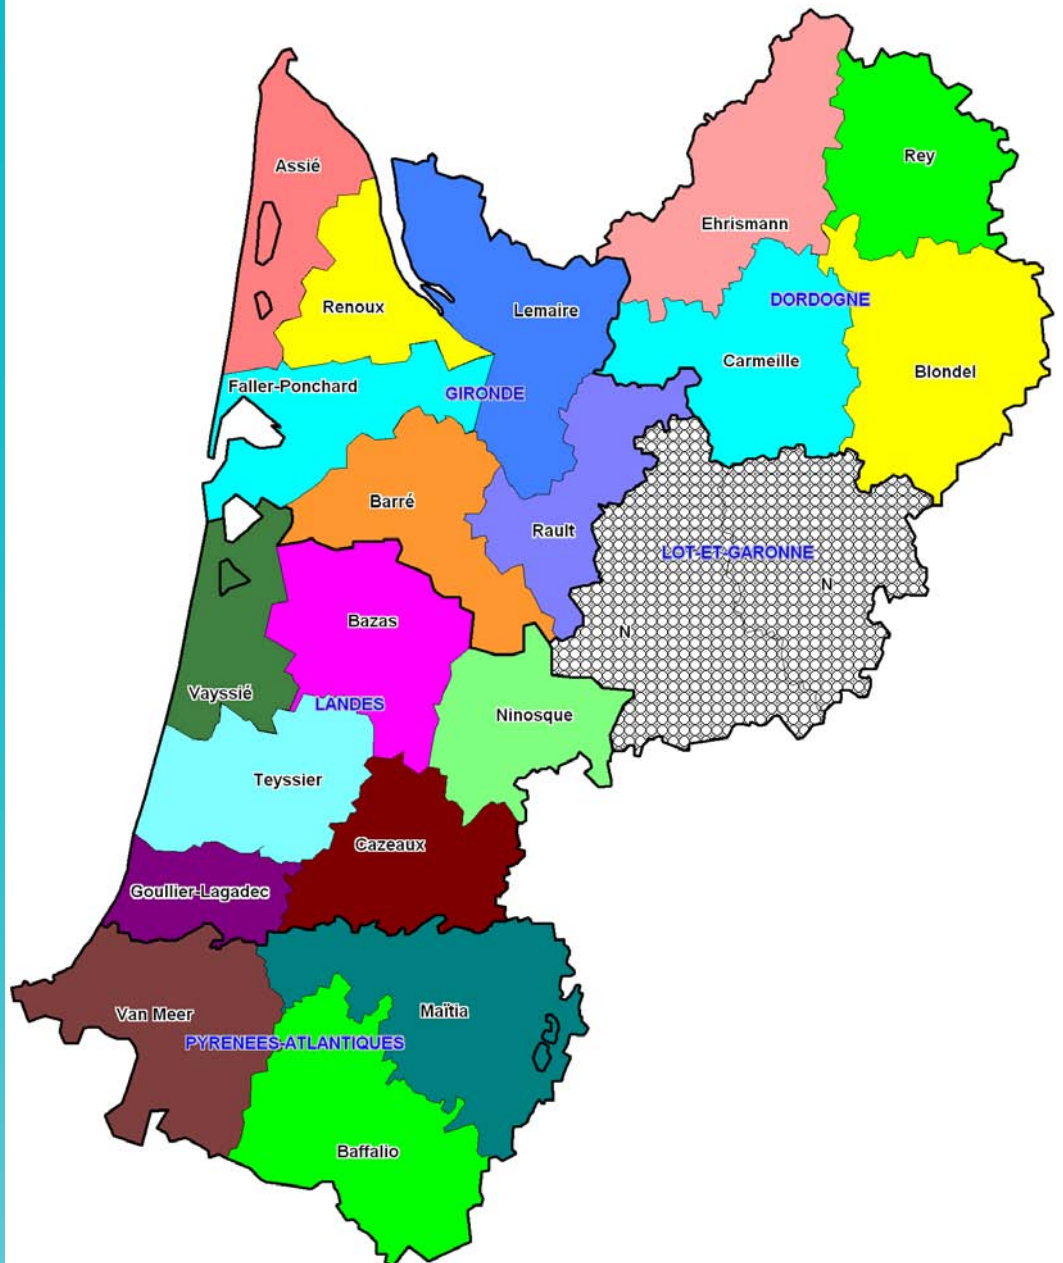 Assié
Rey
Ehrismann
Renoux
Lemaire
DORDOGNE
Carmeille
Blondel
Faller-Ponchard
GIRONDE
Barré
Rault
LOT-ET-GARONNE
N
N
Bazas
Vayssié
LANDES
Ninosque
Teyssier
Cazeaux
Goullier-Lagadec
Van Meer
Maïtia
PYRENEES-ATLANTIQUES
Baffalio